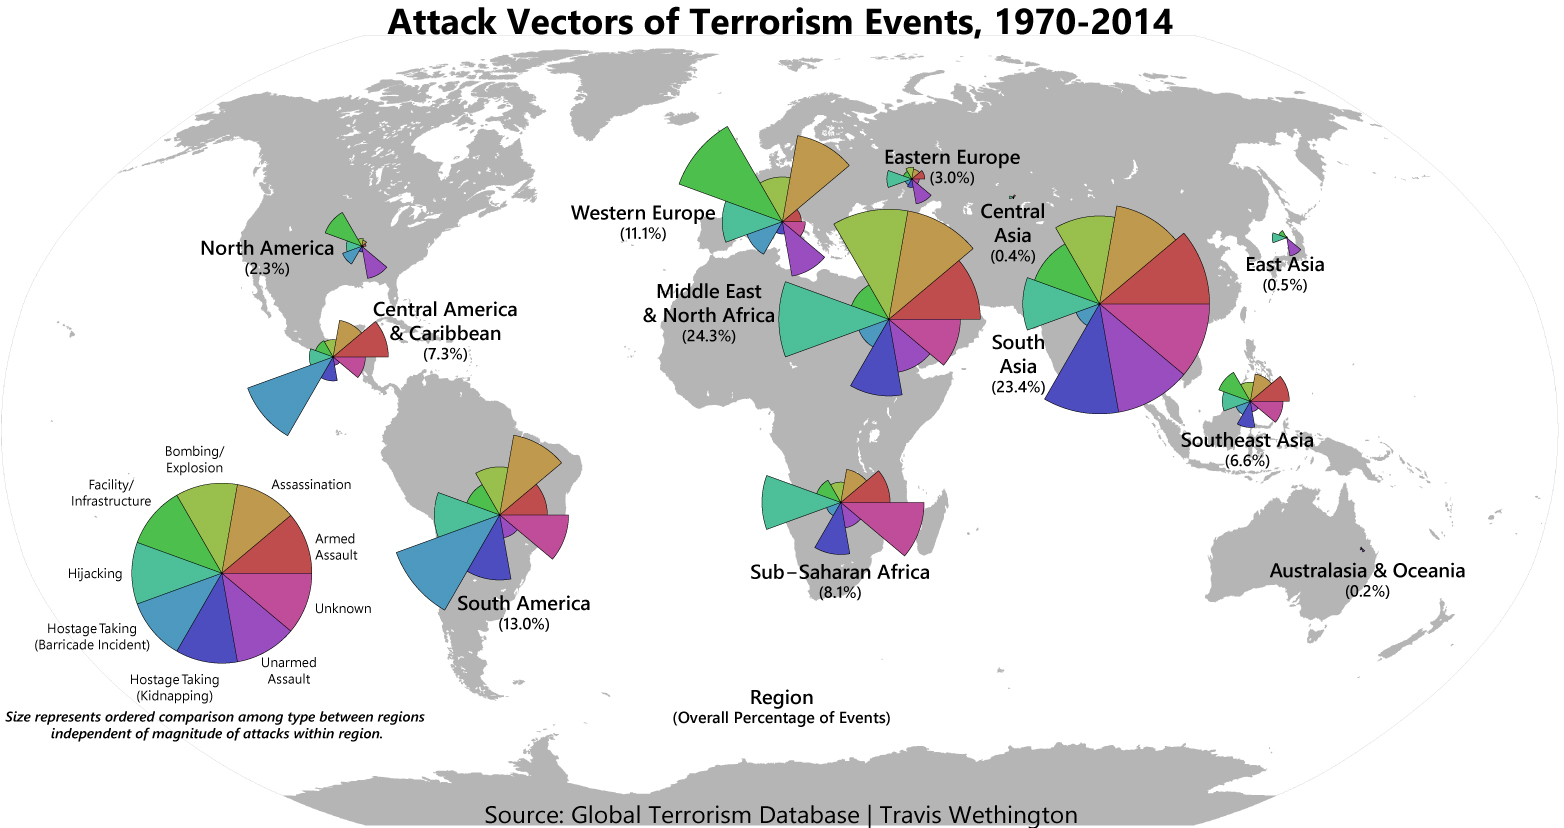 Attack Vectors of Terrorism Events, 1970-2014
Eastern Europe
(3.0%)
Western Europe
(11.1%)
Central
Asia
(0.4%)
North America
(2.3%)
East Asia
(0.5%)
Middle East
& North Africa
(24.3%)
Central America
& Caribbean
(7.3%)
South
Asia
(23.4%)
Southeast Asia
(6.6%)
Bombing/
Explosion
Assassination
Facility/
Infrastructure
Armed
Assault
Hijacking
Unknown
Hostage Taking
(Barricade Incident)
Unarmed
Assault
Hostage Taking
(Kidnapping)
South America
(13.0%)
Sub-Saharan Africa
(8.1%)
Australasia & Oceania
(0.2%)
Size represents ordered comparison among type between regions
independent of magnitude of attacks within region.
Region
(Overall Percentage of Events)
Source: Global Terrorism Database | Travis Wethington